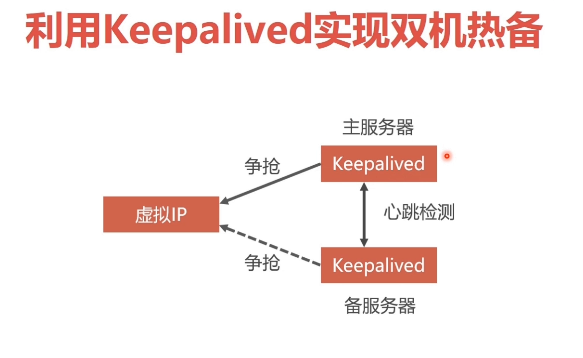 利用Keepalived实现双机热备
主服务器
争抢
Keepalived
虚拟IP
心跳检测
争抢
Keepalived
备服务器